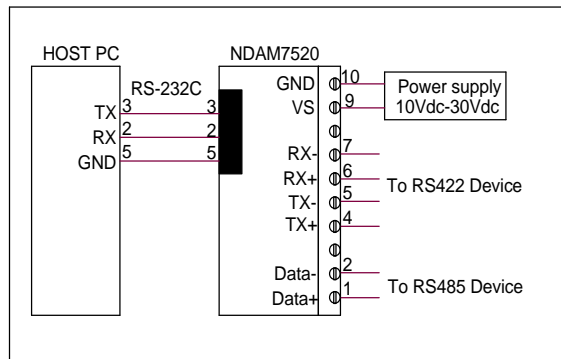 HOST PC
NDAM7520
RS-232C
TX 3 3
RX 2 2
GND 5 5
GND 10
VS 9
Power supply
10Vdc-30Vdc
RX- 7
RX+ 6
TX- 5
TX+ 4
To RS422 Device
Data- 2
Data+ 1
To RS485 Device